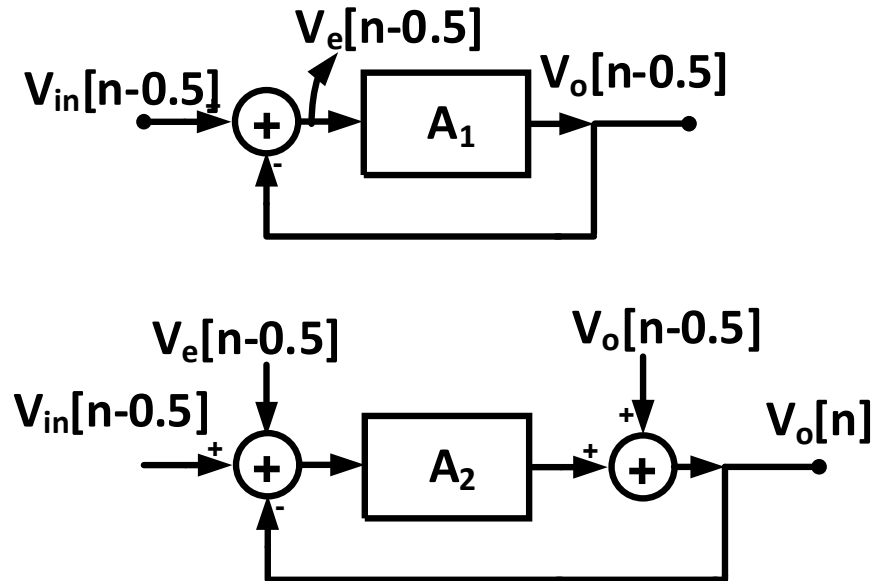 Vₑ[n-0.5]
Vᵢₙ[n-0.5]
+
+
-
A₁
Vₒ[n-0.5]
Vₑ[n-0.5]
Vₒ[n-0.5]
Vᵢₙ[n-0.5]
+
+
-
A₂
+
+
+
Vₒ[n]